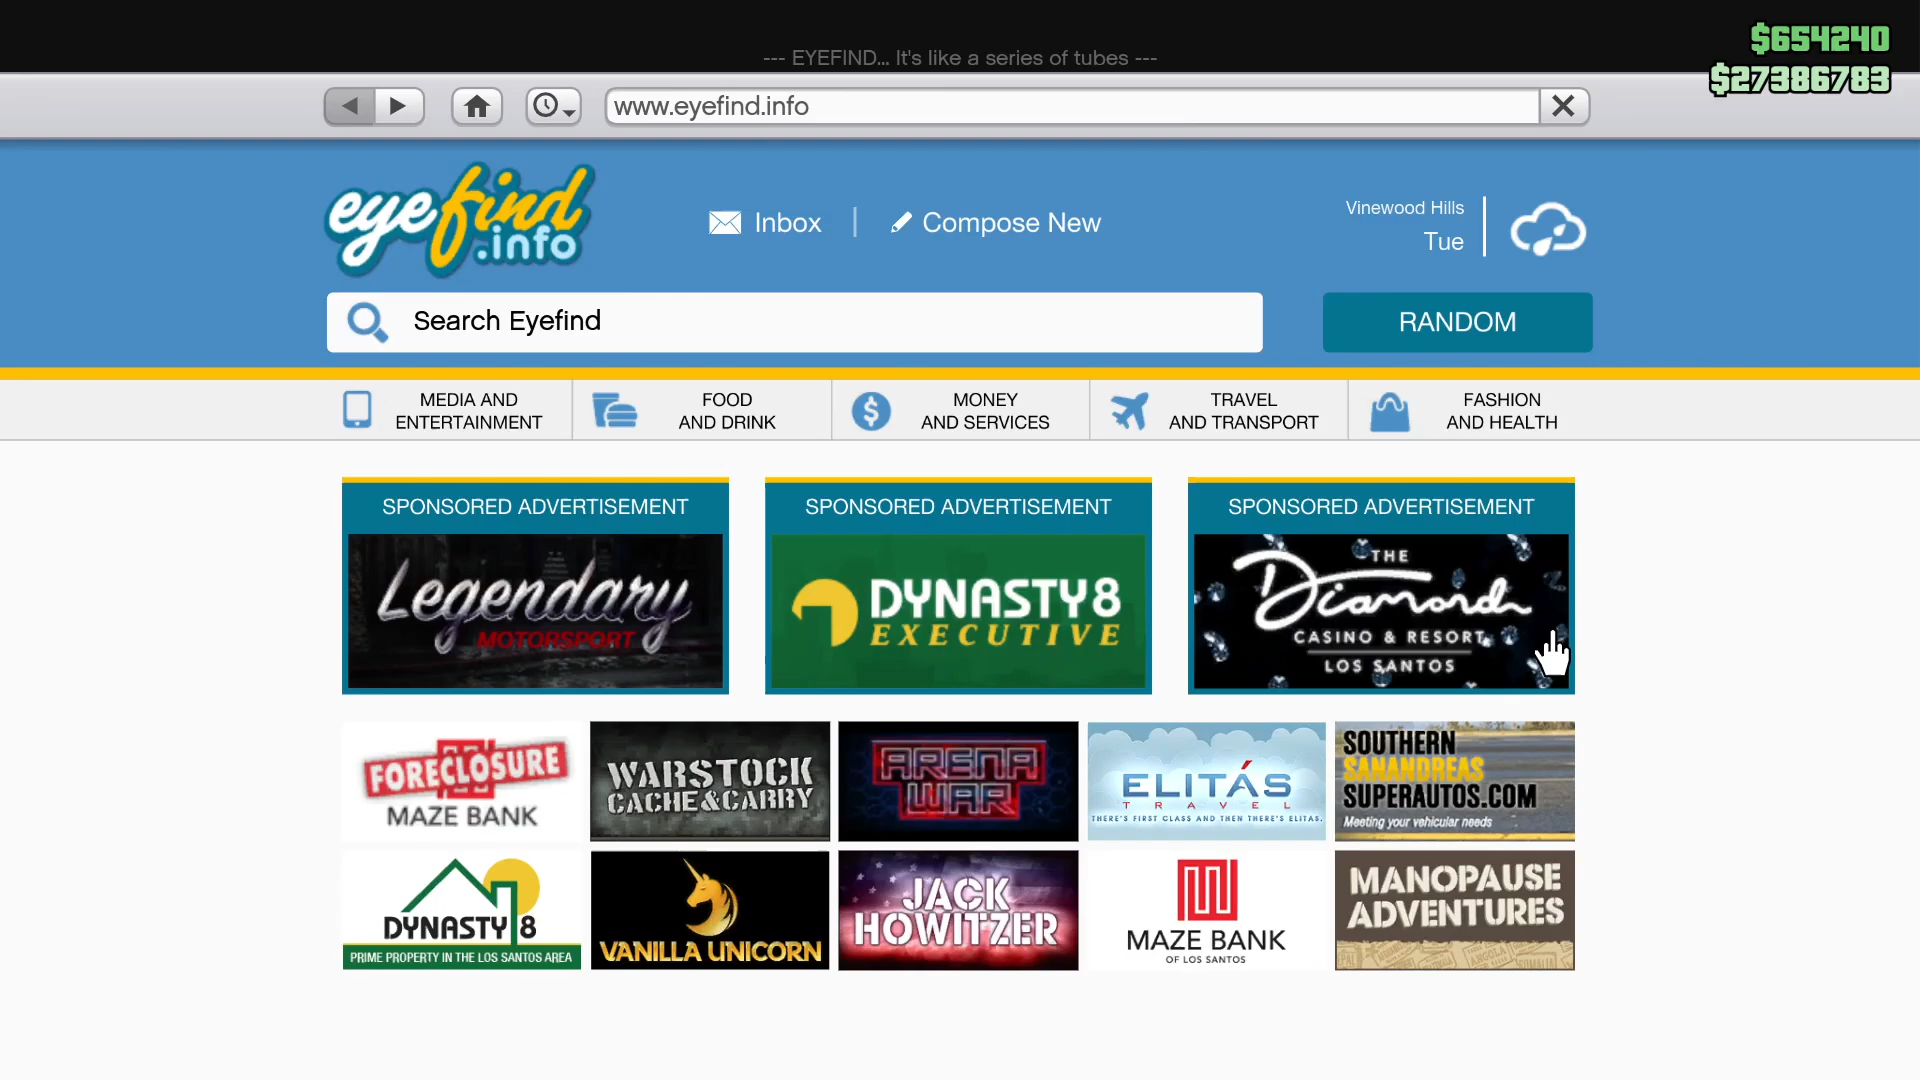 --- EYEFIND... It's like a series of tubes ---
$654240
$27386783
www.eyefind.info
eyefind
.info
Inbox
Compose New
Vinewood Hills
Tue
Search Eyefind
RANDOM
MEDIA AND
ENTERTAINMENT
FOOD
AND DRINK
MONEY
AND SERVICES
TRAVEL
AND TRANSPORT
FASHION
AND HEALTH
SPONSORED ADVERTISEMENT
Legendary
MOTORSPORT
SPONSORED ADVERTISEMENT
DYNASTY8
EXECUTIVE
SPONSORED ADVERTISEMENT
THE
Diamond
CASINO & RESORT
LOS SANTOS
FORECLOSURE
MAZE BANK
WARSTOCK
CACHE&CARRY
ARENA
WAR
ELITÁS
TRAVEL
THERE'S FIRST CLASS AND THEN THERE'S ELITAS.
SOUTHERN
SANANDREAS
SUPERAUTOS.COM
Meeting your vehicular needs
DYNASTY 8
PRIME PROPERTY IN THE LOS SANTOS AREA
VANILLA UNICORN
JACK
HOWITZER
MAZE BANK
OF LOS SANTOS
MANOPAUSE
ADVENTURES